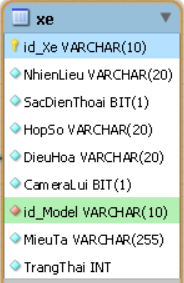 xe
id_Xe VARCHAR(10)
NhienLieu VARCHAR(20)
SacDienThoai BIT(1)
HopSo VARCHAR(20)
DieuHoa VARCHAR(20)
CameraLui BIT(1)
id_Model VARCHAR(10)
MieuTa VARCHAR(255)
TrangThai INT